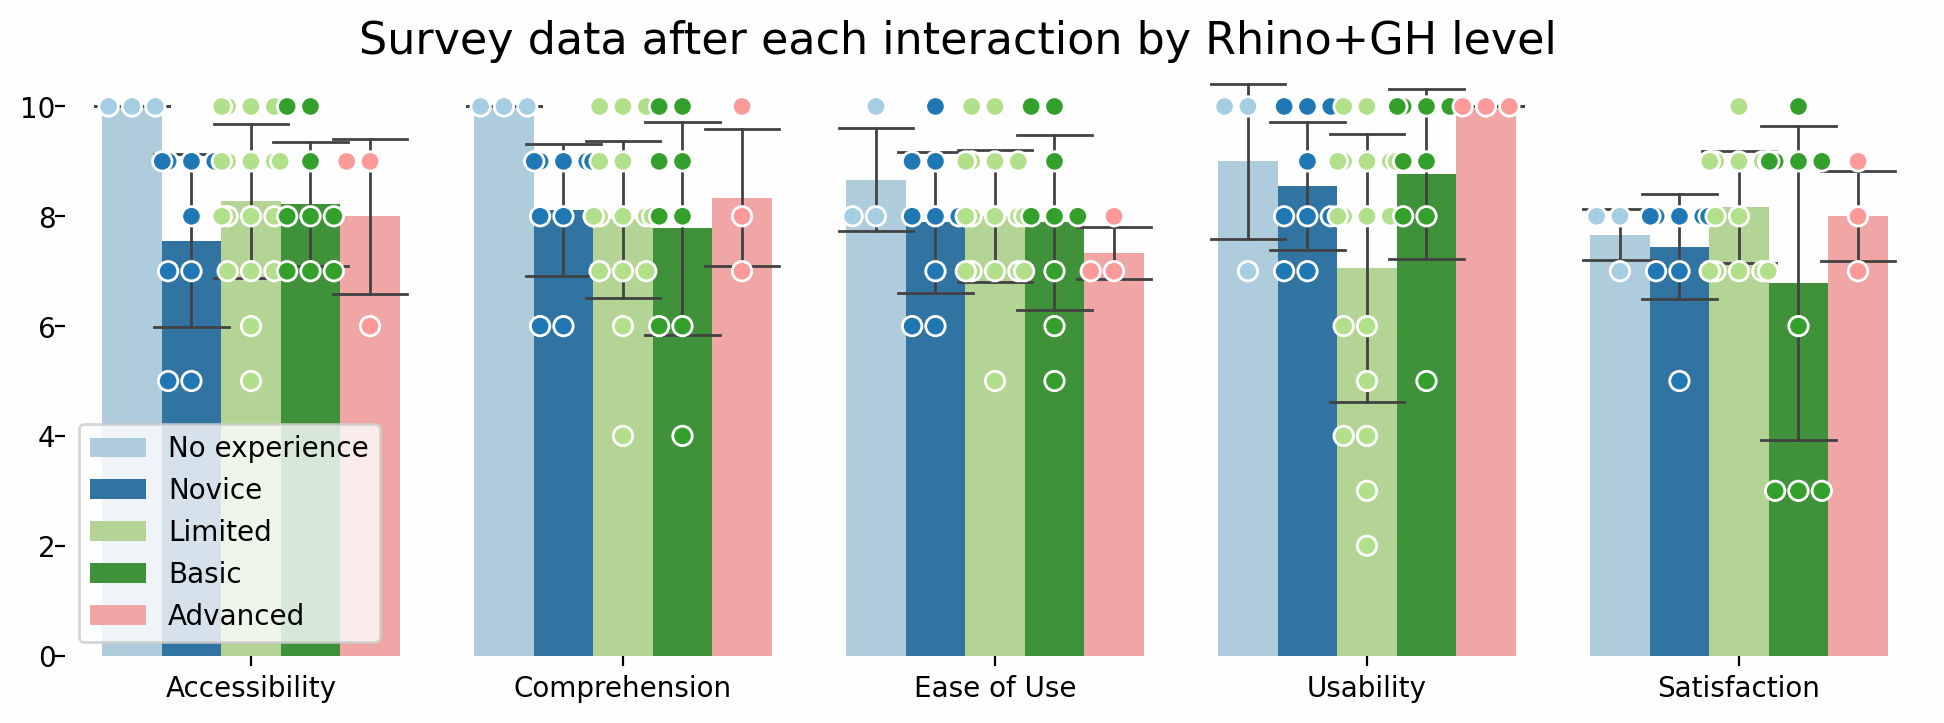 Survey data after each interaction by Rhino+GH level
10
8
6
4
2
0
No experience
Novice
Limited
Basic
Advanced
Accessibility
Comprehension
Ease of Use
Usability
Satisfaction